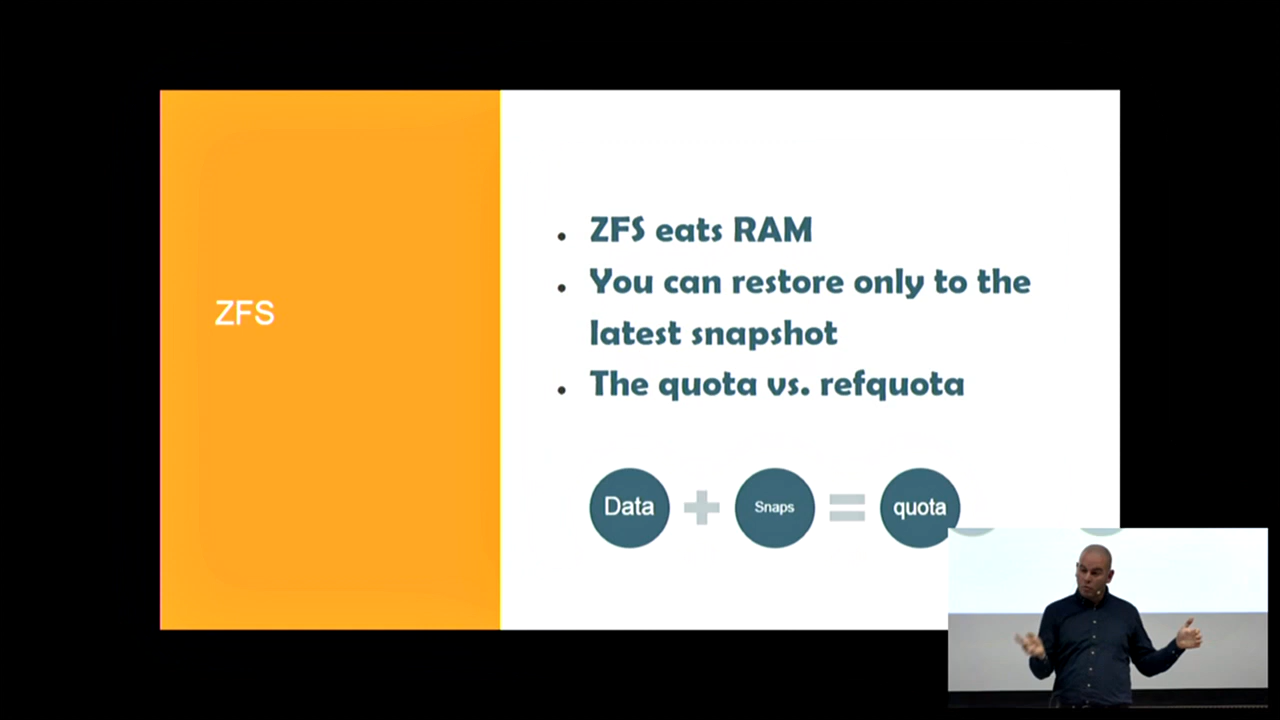 ZFS
ZFS eats RAM
You can restore only to the
latest snapshot
The quota vs. refquota
Data
Snaps
quota